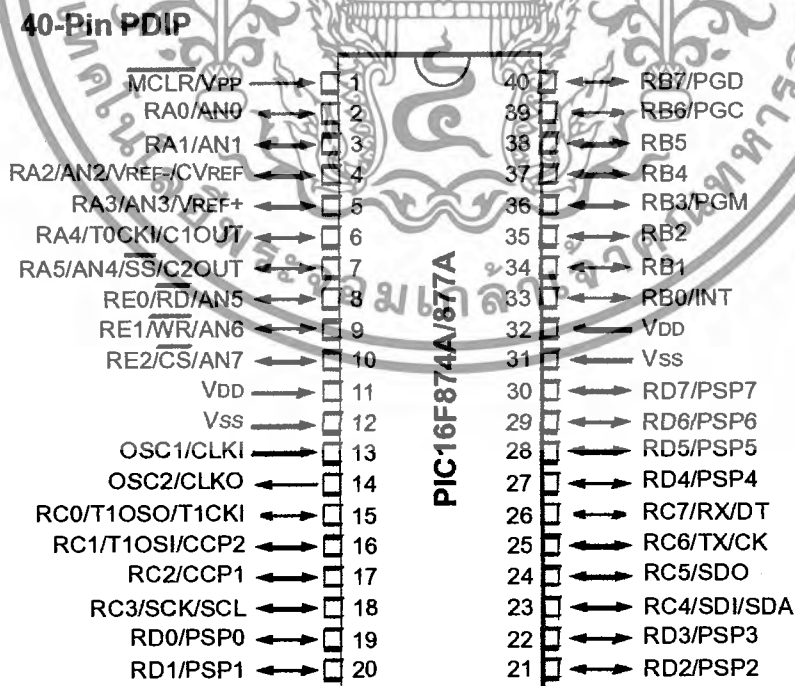 40-Pin PDIP
MCLR/VPP 1
RA0/AN0 2
RA1/AN1 3
RA2/AN2/VREF-/CVREF 4
RA3/AN3/VREF+ 5
RA4/T0CKI/C1OUT 6
RA5/AN4/SS/C2OUT 7
RE0/RD/AN5 8
RE1/WR/AN6 9
RE2/CS/AN7 10
VDD 11
VSS 12
OSC1/CLKI 13
OSC2/CLKO 14
RC0/T1OSO/T1CKI 15
RC1/T1OSI/CCP2 16
RC2/CCP1 17
RC3/SCK/SCL 18
RD0/PSP0 19
RD1/PSP1 20
PIC16F874A/877A
40 RB7/PGD
39 RB6/PGC
38 RB5
37 RB4
36 RB3/PGM
35 RB2
34 RB1
33 RB0/INT
32 VDD
31 VSS
30 RD7/PSP7
29 RD6/PSP6
28 RD5/PSP5
27 RD4/PSP4
26 RC7/RX/DT
25 RC6/TX/CK
24 RC5/SDO
23 RC4/SDI/SDA
22 RD3/PSP3
21 RD2/PSP2